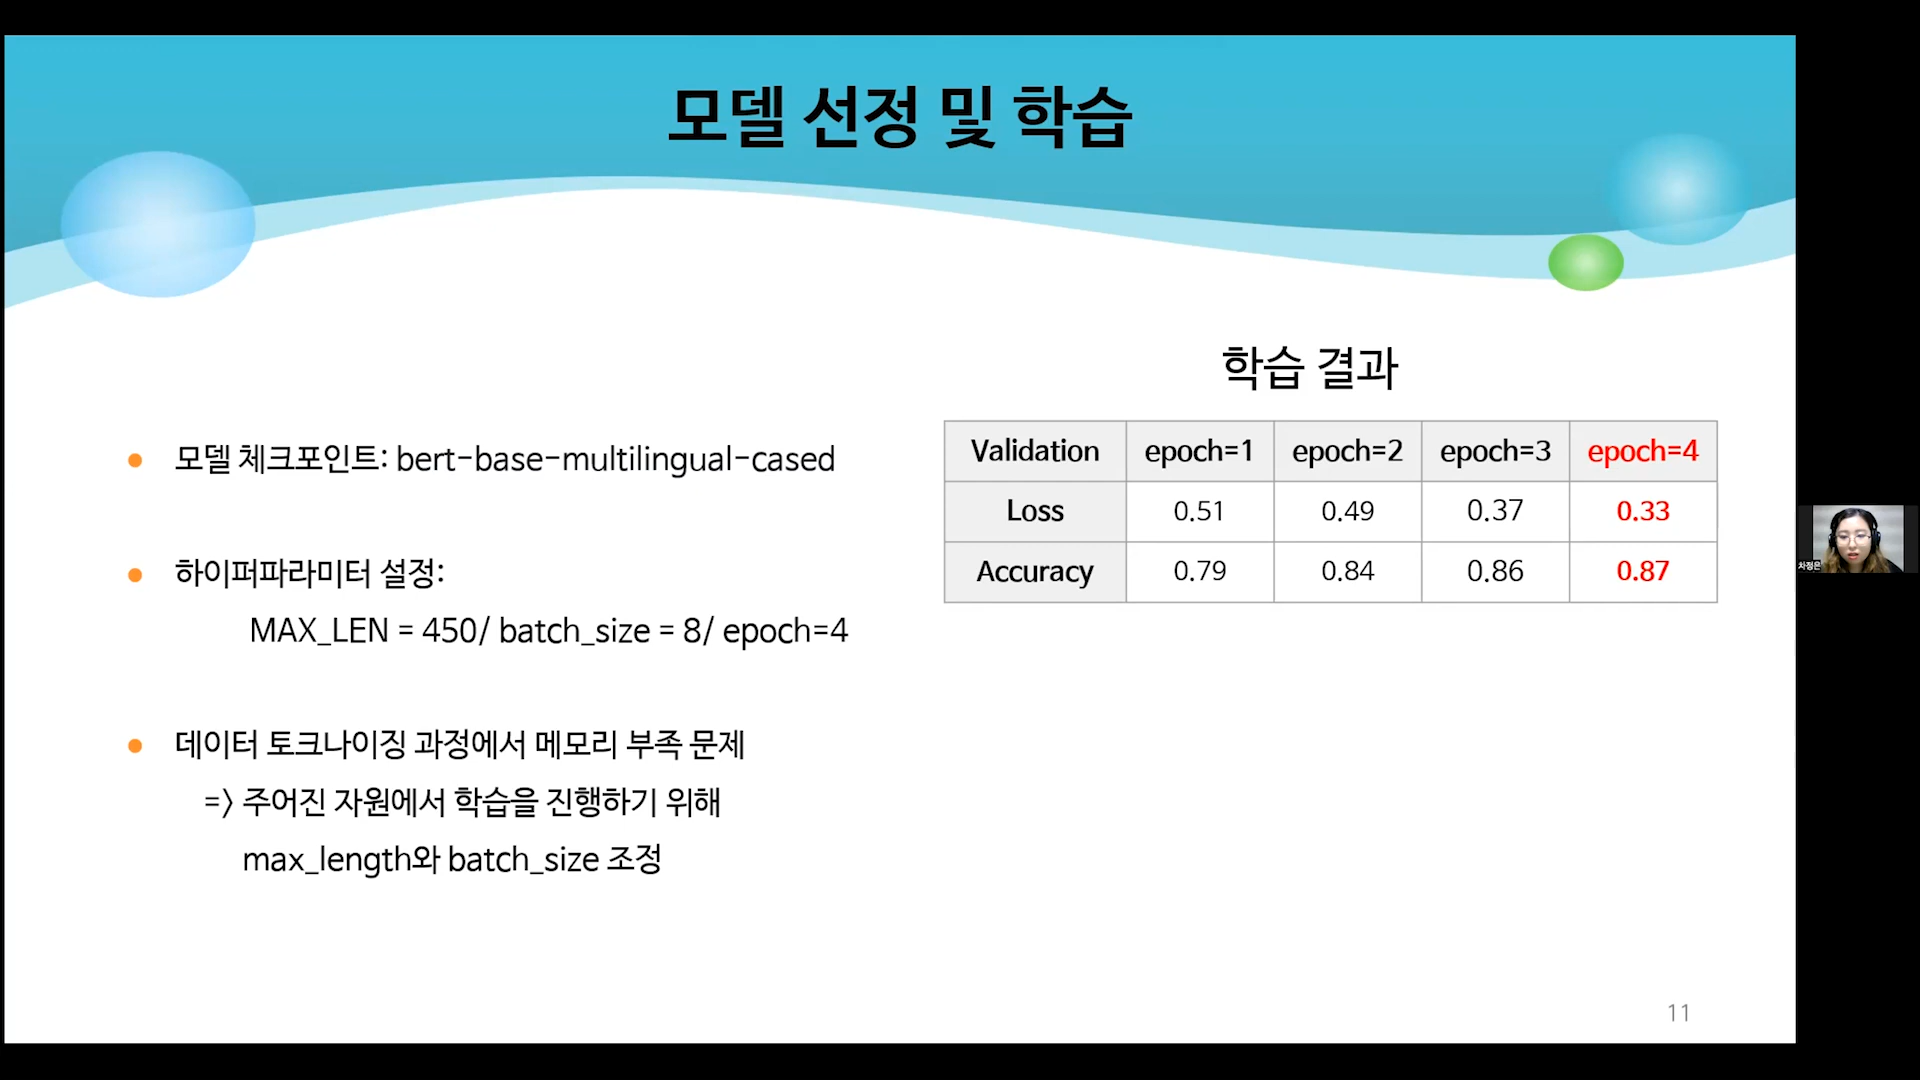 모델 선정 및 학습
모델 체크포인트: bert-base-multilingual-cased
하이퍼파라미터 설정:
MAX_LEN = 450/ batch_size = 8/ epoch=4
데이터 토크나이징 과정에서 메모리 부족 문제
=> 주어진 자원에서 학습을 진행하기 위해
max_length와 batch_size 조정
학습 결과
Validation epoch=1 epoch=2 epoch=3 epoch=4
Loss 0.51 0.49 0.37 0.33
Accuracy 0.79 0.84 0.86 0.87
차정은
11